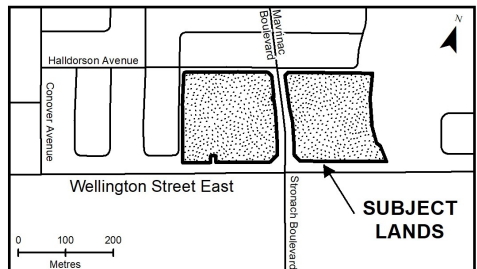 N
Mavrinac
Boulevard
Halldorson Avenue
Conover Avenue
Wellington Street East
Stronach Boulevard
SUBJECT
LANDS
0 100 200
Metres